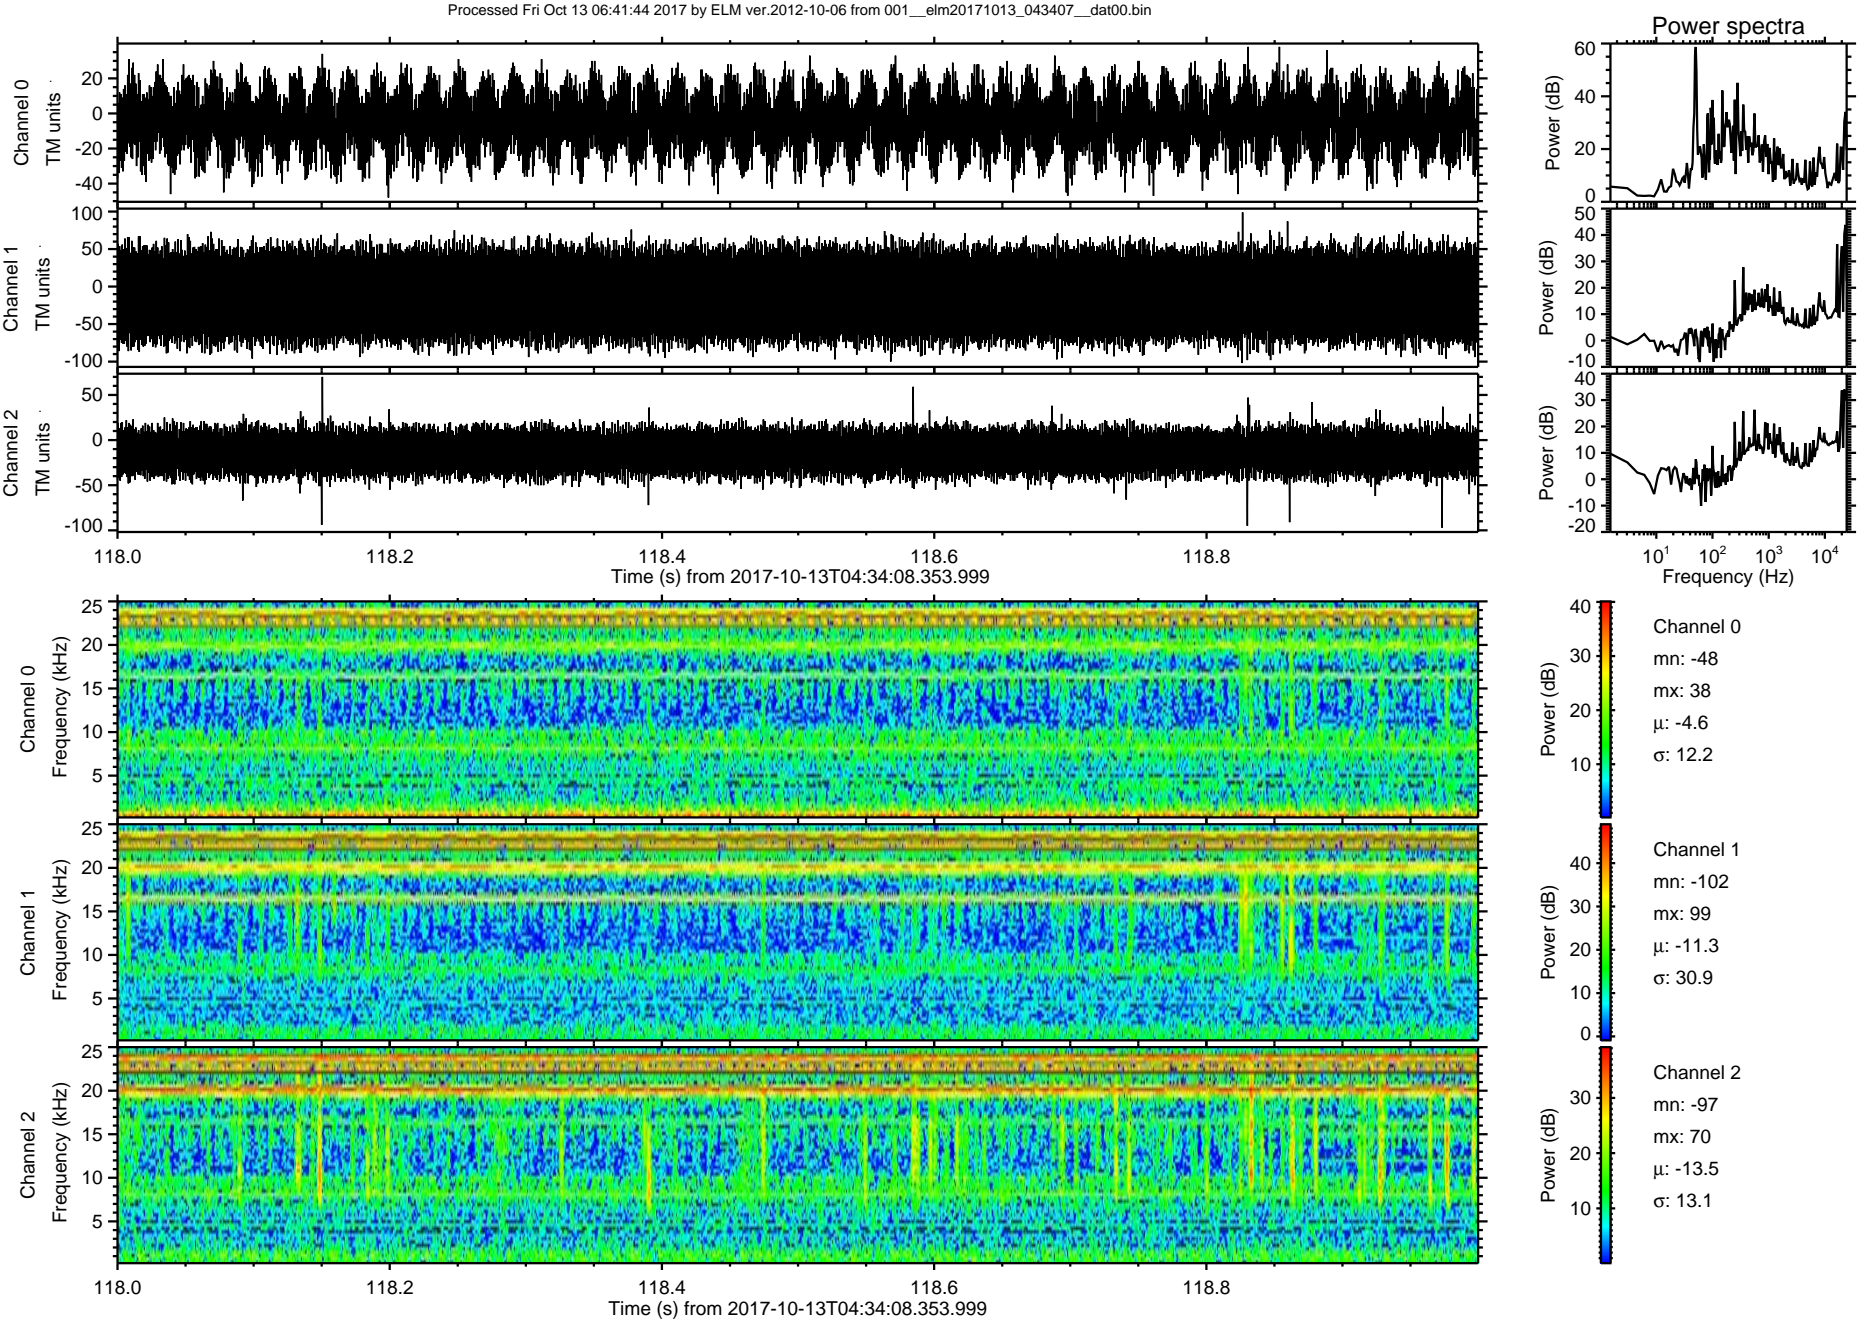 Processed Fri Oct 13 06:41:44 2017 by ELM ver.2012-10-06 from 001__elm20171013_043407__dat00.bin
Power spectra
Channel 0
TM units
20
0
-20
-40
Power (dB)
60
40
20
0
Channel 1
TM units
100
50
0
-50
-100
Power (dB)
50
40
30
20
10
0
-10
Channel 2
TM units
50
0
-50
-100
Power (dB)
40
30
20
10
0
-10
-20
118.0 118.2 118.4 118.6 118.8
Time (s) from 2017-10-13T04:34:08.353.999
10¹ 10² 10³ 10⁴
Frequency (Hz)
Channel 0
Frequency (kHz)
25
20
15
10
5
Power (dB)
40
30
20
10
Channel 0
mn: -48
mx: 38
μ: -4.6
σ: 12.2
Channel 1
Frequency (kHz)
25
20
15
10
5
Power (dB)
40
30
20
10
0
Channel 1
mn: -102
mx: 99
μ: -11.3
σ: 30.9
Channel 2
Frequency (kHz)
25
20
15
10
5
Power (dB)
30
20
10
Channel 2
mn: -97
mx: 70
μ: -13.5
σ: 13.1
118.0 118.2 118.4 118.6 118.8
Time (s) from 2017-10-13T04:34:08.353.999